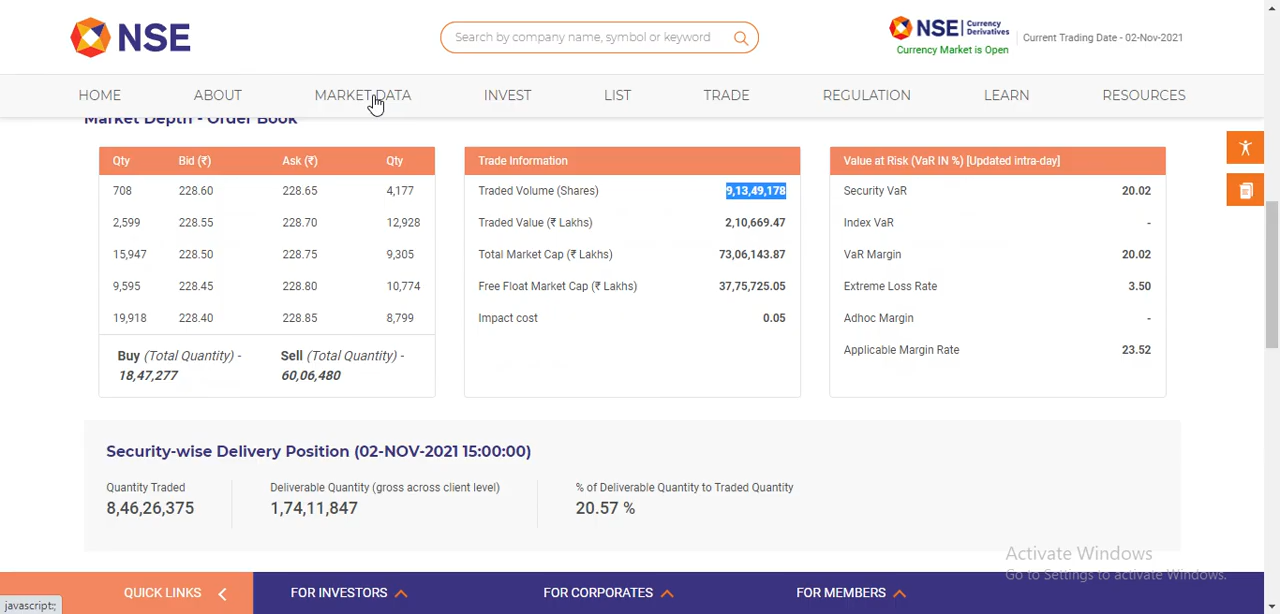 NSE
Search by company name, symbol or keyword
NSE | Currency Derivatives
Currency Market is Open
Current Trading Date - 02-Nov-2021
HOME ABOUT MARKET DATA INVEST LIST TRADE REGULATION LEARN RESOURCES
Market Depth - Order Book
Qty Bid (₹) Ask (₹) Qty
708 228.60 228.65 4,177
2,599 228.55 228.70 12,928
15,947 228.50 228.75 9,305
9,595 228.45 228.80 10,774
19,918 228.40 228.85 8,799
Buy (Total Quantity) - Sell (Total Quantity) -
18,47,277 60,06,480
Trade Information
Traded Volume (Shares) 9,13,49,178
Traded Value (₹ Lakhs) 2,10,669.47
Total Market Cap (₹ Lakhs) 73,06,143.87
Free Float Market Cap (₹ Lakhs) 37,75,725.05
Impact cost 0.05
Value at Risk (VaR IN %) [Updated intra-day]
Security VaR 20.02
Index VaR -
VaR Margin 20.02
Extreme Loss Rate 3.50
Adhoc Margin -
Applicable Margin Rate 23.52
Security-wise Delivery Position (02-NOV-2021 15:00:00)
Quantity Traded Deliverable Quantity (gross across client level) % of Deliverable Quantity to Traded Quantity
8,46,26,375 1,74,11,847 20.57 %
Activate Windows
Go to Settings to activate Windows.
QUICK LINKS FOR INVESTORS FOR CORPORATES FOR MEMBERS
javascript:;